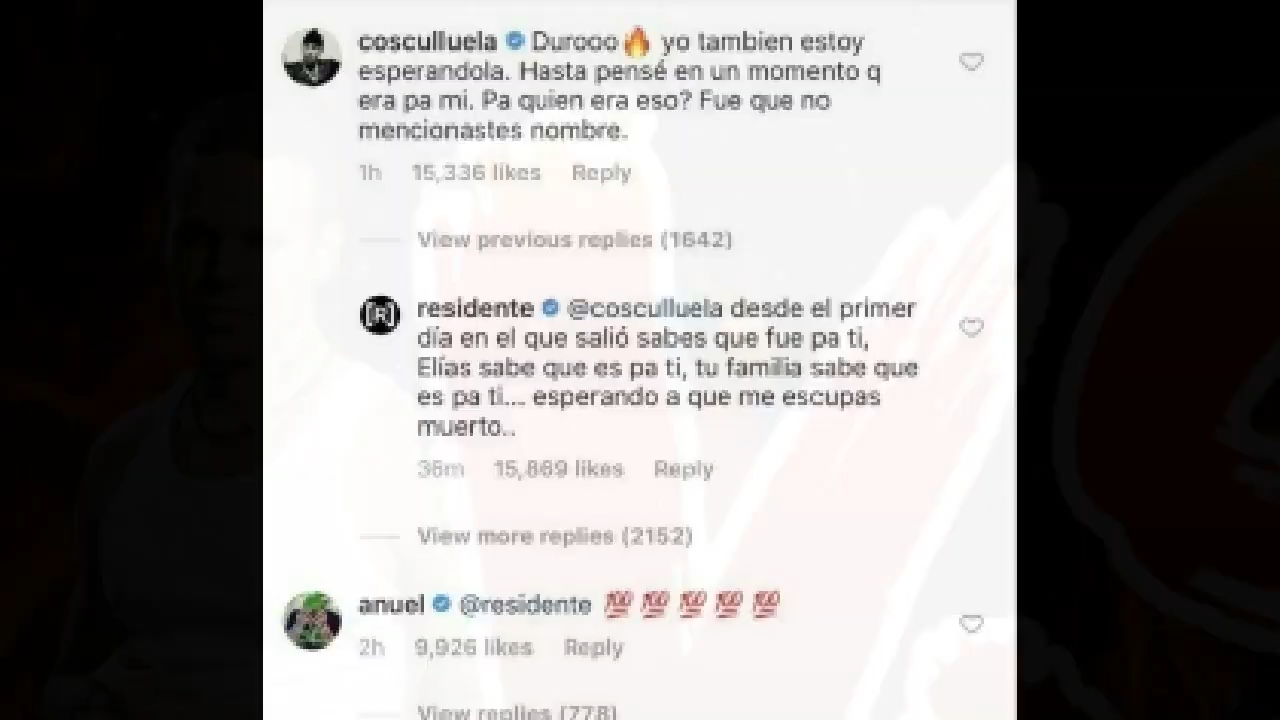 cosculluela Durooo🔥 yo tambien estoy
esperandola. Hasta pensé en un momento q
era pa mi. Pa quien era eso? Fue que no
mencionastes nombre.
1h 15,336 likes Reply
View previous replies (1642)
[R]
residente @cosculluela desde el primer
día en el que salió sabes que fue pa ti,
Elías sabe que es pa ti, tu familia sabe que
es pa ti... esperando a que me escupas
muerto..
36m 15,869 likes Reply
View more replies (2152)
anuel @residente 💯 💯 💯 💯 💯
2h 9,926 likes Reply
View replies (778)